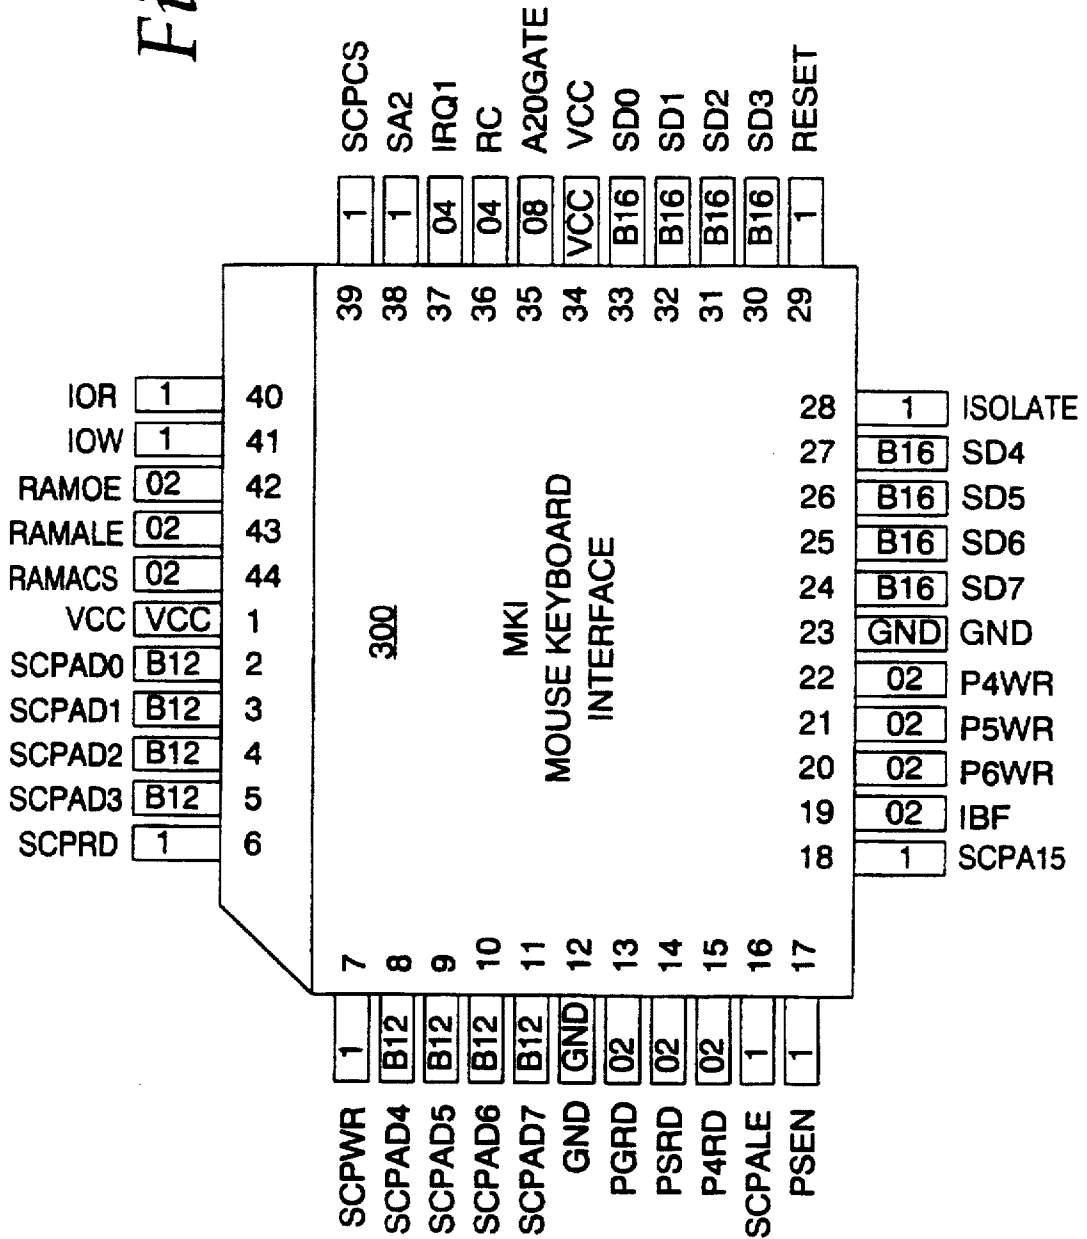 Fi
SCPCS 1 39
SA2 1 38
IRQ1 04 37
RC 04 36
A20GATE 08 35
VCC VCC 34
SD0 B16 33
SD1 B16 32
SD2 B16 31
SD3 B16 30
RESET 1 29
IOR 1 40
IOW 1 41
RAMOE 02 42
RAMALE 02 43
RAMACS 02 44
VCC VCC 1
SCPAD0 B12 2
SCPAD1 B12 3
SCPAD2 B12 4
SCPAD3 B12 5
SCPRD 1 6
300
MKI
MOUSE KEYBOARD
INTERFACE
28 1 ISOLATE
27 B16 SD4
26 B16 SD5
25 B16 SD6
24 B16 SD7
23 GND GND
22 02 P4WR
21 02 P5WR
20 02 P6WR
19 02 IBF
18 1 SCPA15
7 1 SCPWR
8 B12 SCPAD4
9 B12 SCPAD5
10 B12 SCPAD6
11 B12 SCPAD7
12 GND GND
13 02 PGRD
14 02 PSRD
15 02 P4RD
16 1 SCPALE
17 1 PSEN